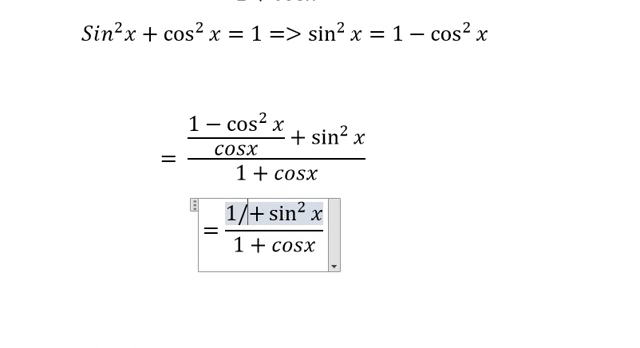 Sin²x + cos² x = 1 => sin² x = 1 − cos² x
= ((1 − cos² x)/cosx + sin² x)/(1 + cosx)
= (1/+ sin² x)/(1 + cosx)